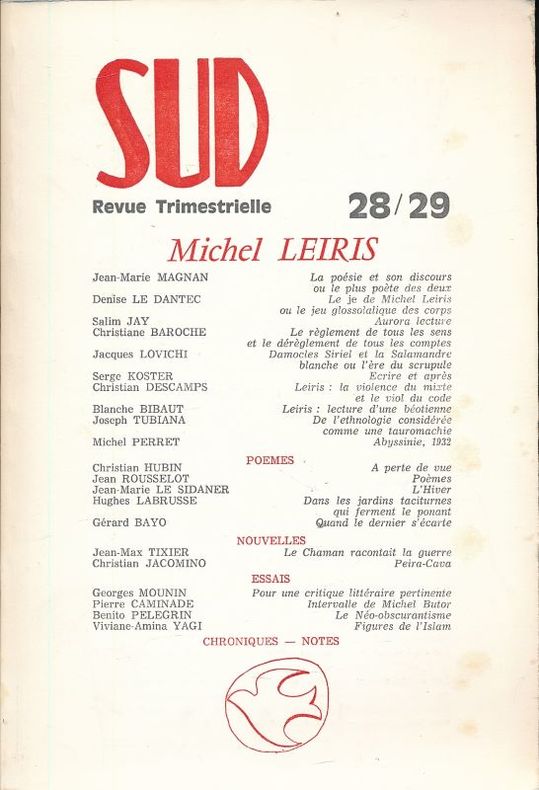 SUD
Revue Trimestrielle 28/29
Michel LEIRIS
Jean-Marie MAGNAN La poésie et son discours
ou le plus poète des deux
Denise LE DANTEC Le je de Michel Leiris
ou le jeu glossolalique des corps
Salim JAY Aurora lecture
Christiane BAROCHE Le règlement de tous les sens
et le dérèglement de tous les comptes
Jacques LOVICHI Damocles Siriel et la Salamandre
blanche ou l'ère du scrupule
Serge KOSTER Ecrire et après
Christian DESCAMPS Leiris : la violence du mixte
et le viol du code
Blanche BIBAUT Leiris : lecture d'une béotienne
Joseph TUBIANA De l'ethnologie considérée
comme une tauromachie
Michel PERRET Abyssinie, 1932
POEMES
Christian HUBIN A perte de vue
Jean ROUSSELOT Poèmes
Jean-Marie LE SIDANER L'Hiver
Hughes LABRUSSE Dans les jardins taciturnes
qui ferment le ponant
Gérard BAYO Quand le dernier s'écarte
NOUVELLES
Jean-Max TIXIER Le Chaman racontait la guerre
Christian JACOMINO Peira-Cava
ESSAIS
Georges MOUNIN Pour une critique littéraire pertinente
Pierre CAMINADE Intervalle de Michel Butor
Benito PELEGRIN Le Néo-obscurantisme
Viviane-Amina YAGI Figures de l'Islam
CHRONIQUES — NOTES